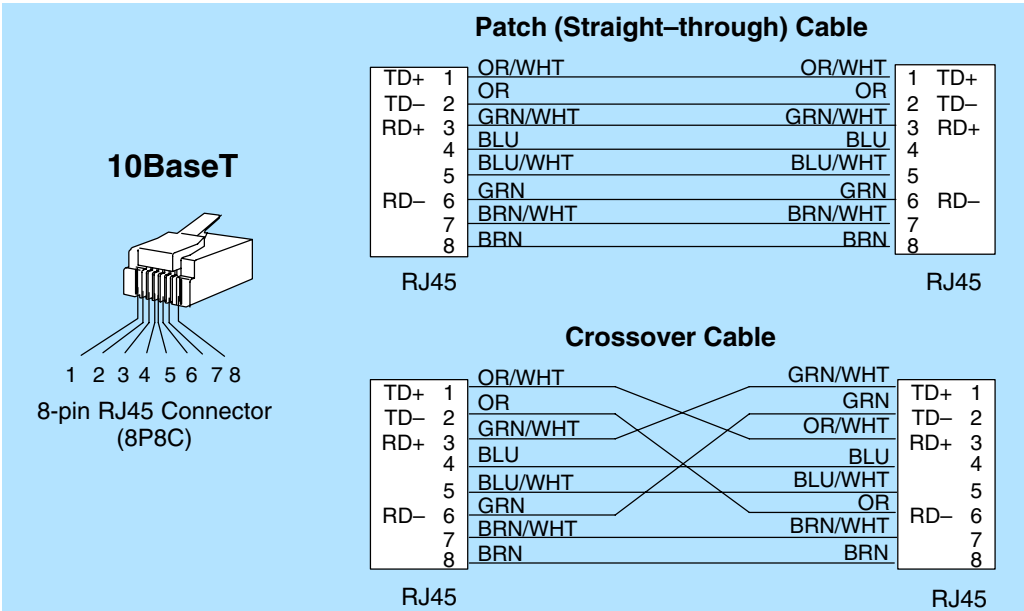 Patch (Straight–through) Cable
TD+ 1 OR/WHT OR/WHT 1 TD+
TD– 2 OR OR 2 TD–
RD+ 3 GRN/WHT GRN/WHT 3 RD+
4 BLU BLU 4
5 BLU/WHT BLU/WHT 5
RD– 6 GRN GRN 6 RD–
7 BRN/WHT BRN/WHT 7
8 BRN BRN 8
RJ45 RJ45
10BaseT
1 2 3 4 5 6 7 8
8-pin RJ45 Connector
(8P8C)
Crossover Cable
TD+ 1 OR/WHT GRN/WHT TD+ 1
TD– 2 OR GRN TD– 2
RD+ 3 GRN/WHT OR/WHT RD+ 3
4 BLU BLU 4
5 BLU/WHT BLU/WHT 5
RD– 6 GRN OR RD– 6
7 BRN/WHT BRN/WHT 7
8 BRN BRN 8
RJ45 RJ45